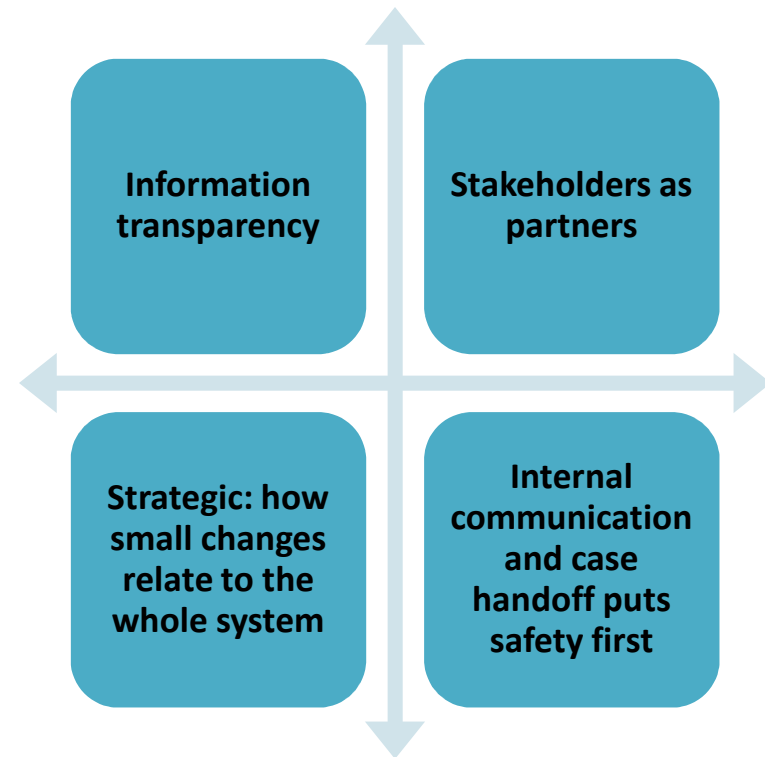 Information
transparency
Stakeholders as
partners
Strategic: how
small changes
relate to the
whole system
Internal
communication
and case
handoff puts
safety first